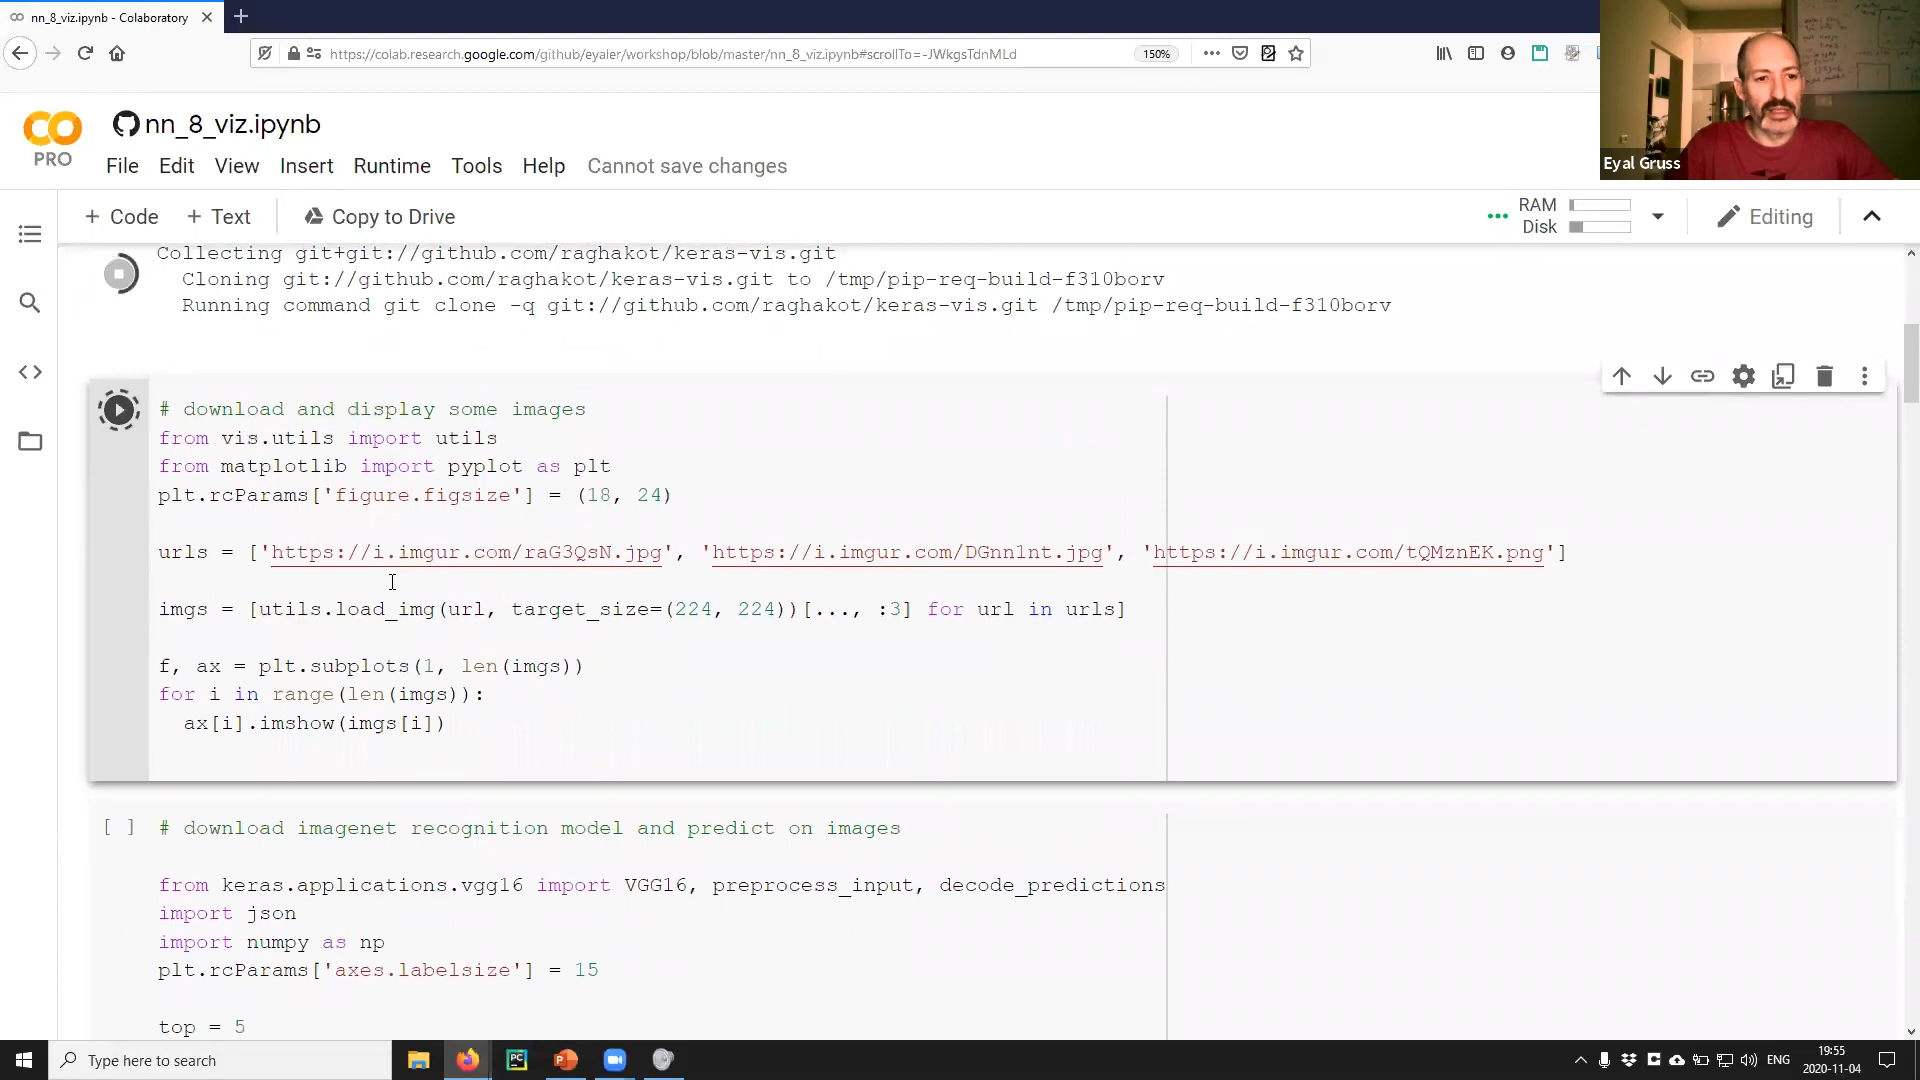 nn_8_viz.ipynb - Colaboratory
https://colab.research.google.com/github/eyaler/workshop/blob/master/nn_8_viz.ipynb#scrollTo=-JWkgsTdnMLd
150%
PRO
nn_8_viz.ipynb
File Edit View Insert Runtime Tools Help Cannot save changes
Eyal Gruss
+ Code + Text Copy to Drive
RAM
Disk
Editing
Collecting git+git://github.com/raghakot/keras-vis.git
Cloning git://github.com/raghakot/keras-vis.git to /tmp/pip-req-build-f310borv
Running command git clone -q git://github.com/raghakot/keras-vis.git /tmp/pip-req-build-f310borv
# download and display some images
from vis.utils import utils
from matplotlib import pyplot as plt
plt.rcParams['figure.figsize'] = (18, 24)
urls = ['https://i.imgur.com/raG3QsN.jpg', 'https://i.imgur.com/DGnn1nt.jpg', 'https://i.imgur.com/tQMznEK.png']
imgs = [utils.load_img(url, target_size=(224, 224))[..., :3] for url in urls]
f, ax = plt.subplots(1, len(imgs))
for i in range(len(imgs)):
ax[i].imshow(imgs[i])
[ ] # download imagenet recognition model and predict on images
from keras.applications.vgg16 import VGG16, preprocess_input, decode_predictions
import json
import numpy as np
plt.rcParams['axes.labelsize'] = 15
top = 5
Type here to search
ENG
19:55
2020-11-04